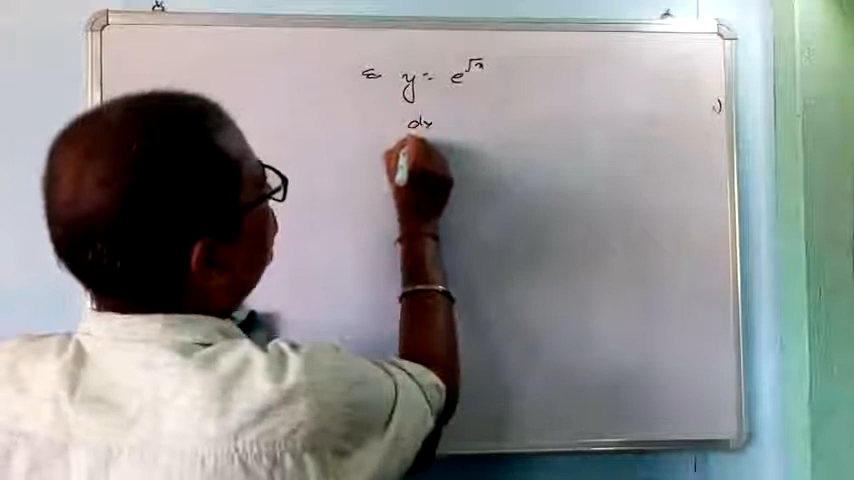 y = e^√x
dy